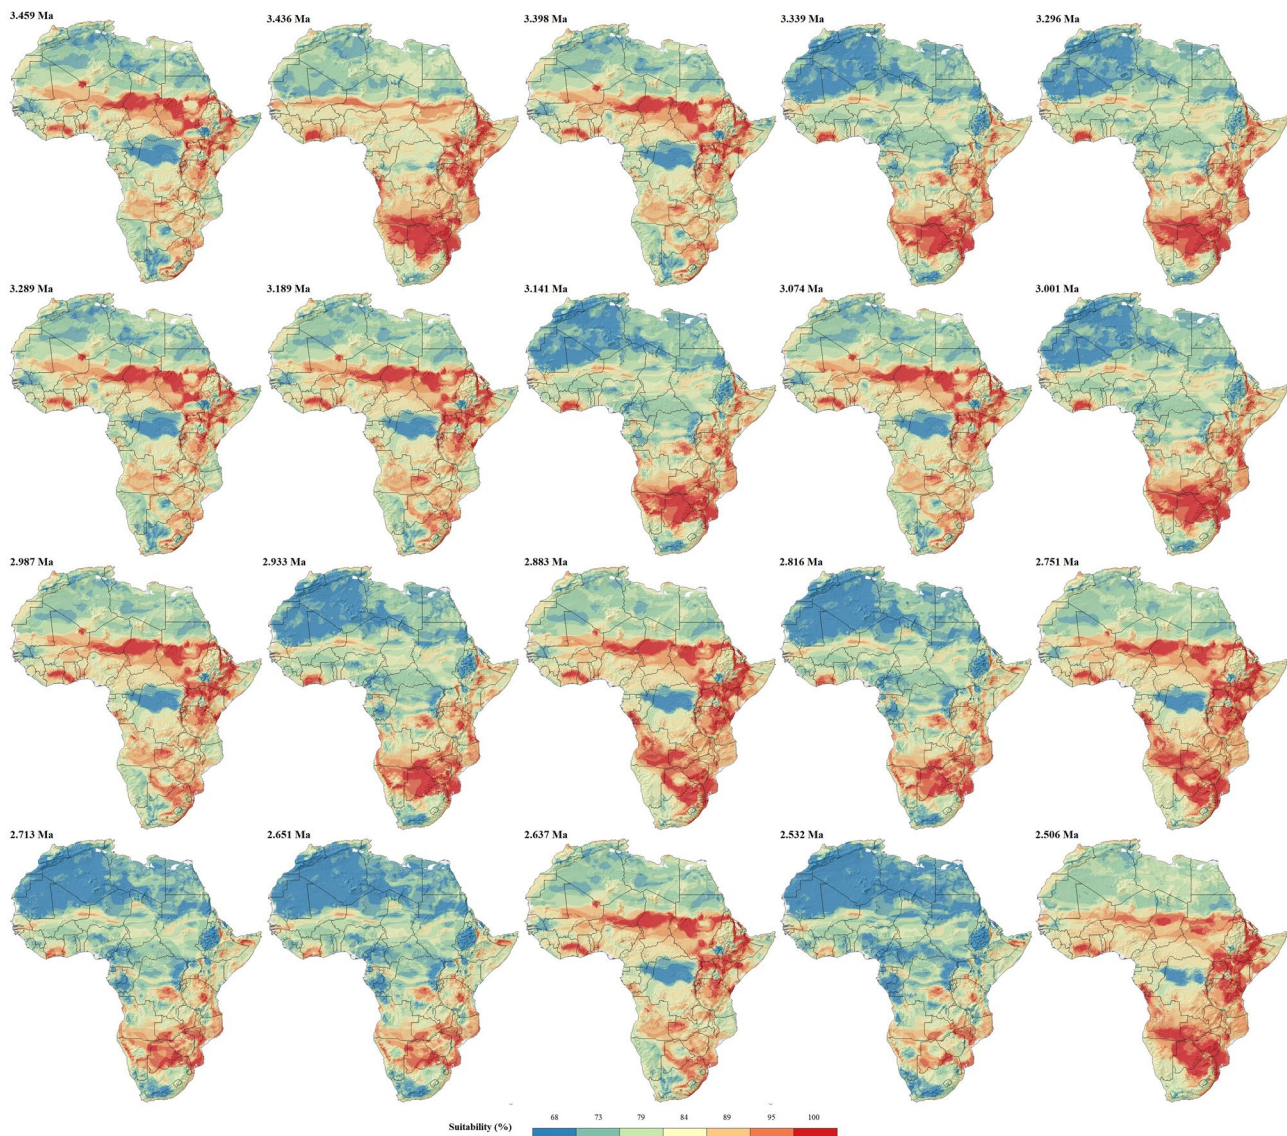 3.459 Ma
3.436 Ma
3.398 Ma
3.339 Ma
3.296 Ma
3.289 Ma
3.189 Ma
3.141 Ma
3.074 Ma
3.001 Ma
2.987 Ma
2.933 Ma
2.883 Ma
2.816 Ma
2.751 Ma
2.713 Ma
2.651 Ma
2.637 Ma
2.532 Ma
2.506 Ma
68 73 79 84 89 95 100
Suitability (%)